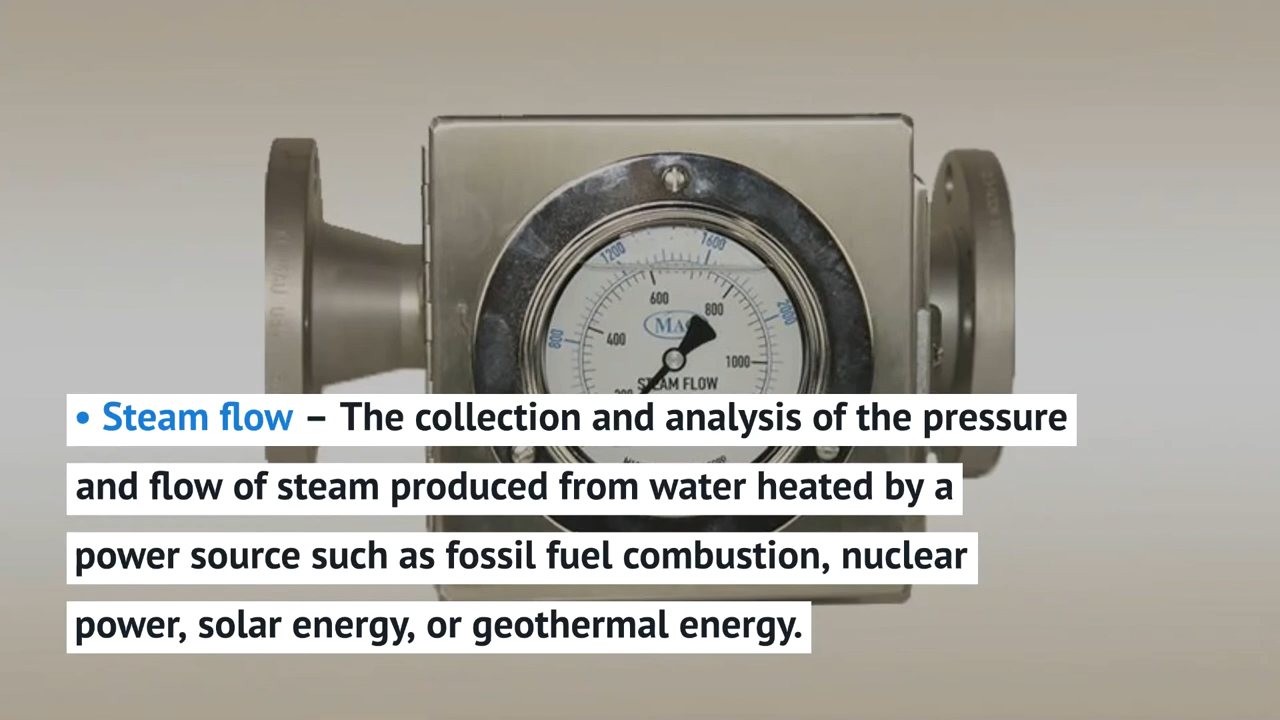 1200
1600
600
800
2000
800
400
1000
STEAM FLOW
• Steam flow – The collection and analysis of the pressure
and flow of steam produced from water heated by a
power source such as fossil fuel combustion, nuclear
power, solar energy, or geothermal energy.